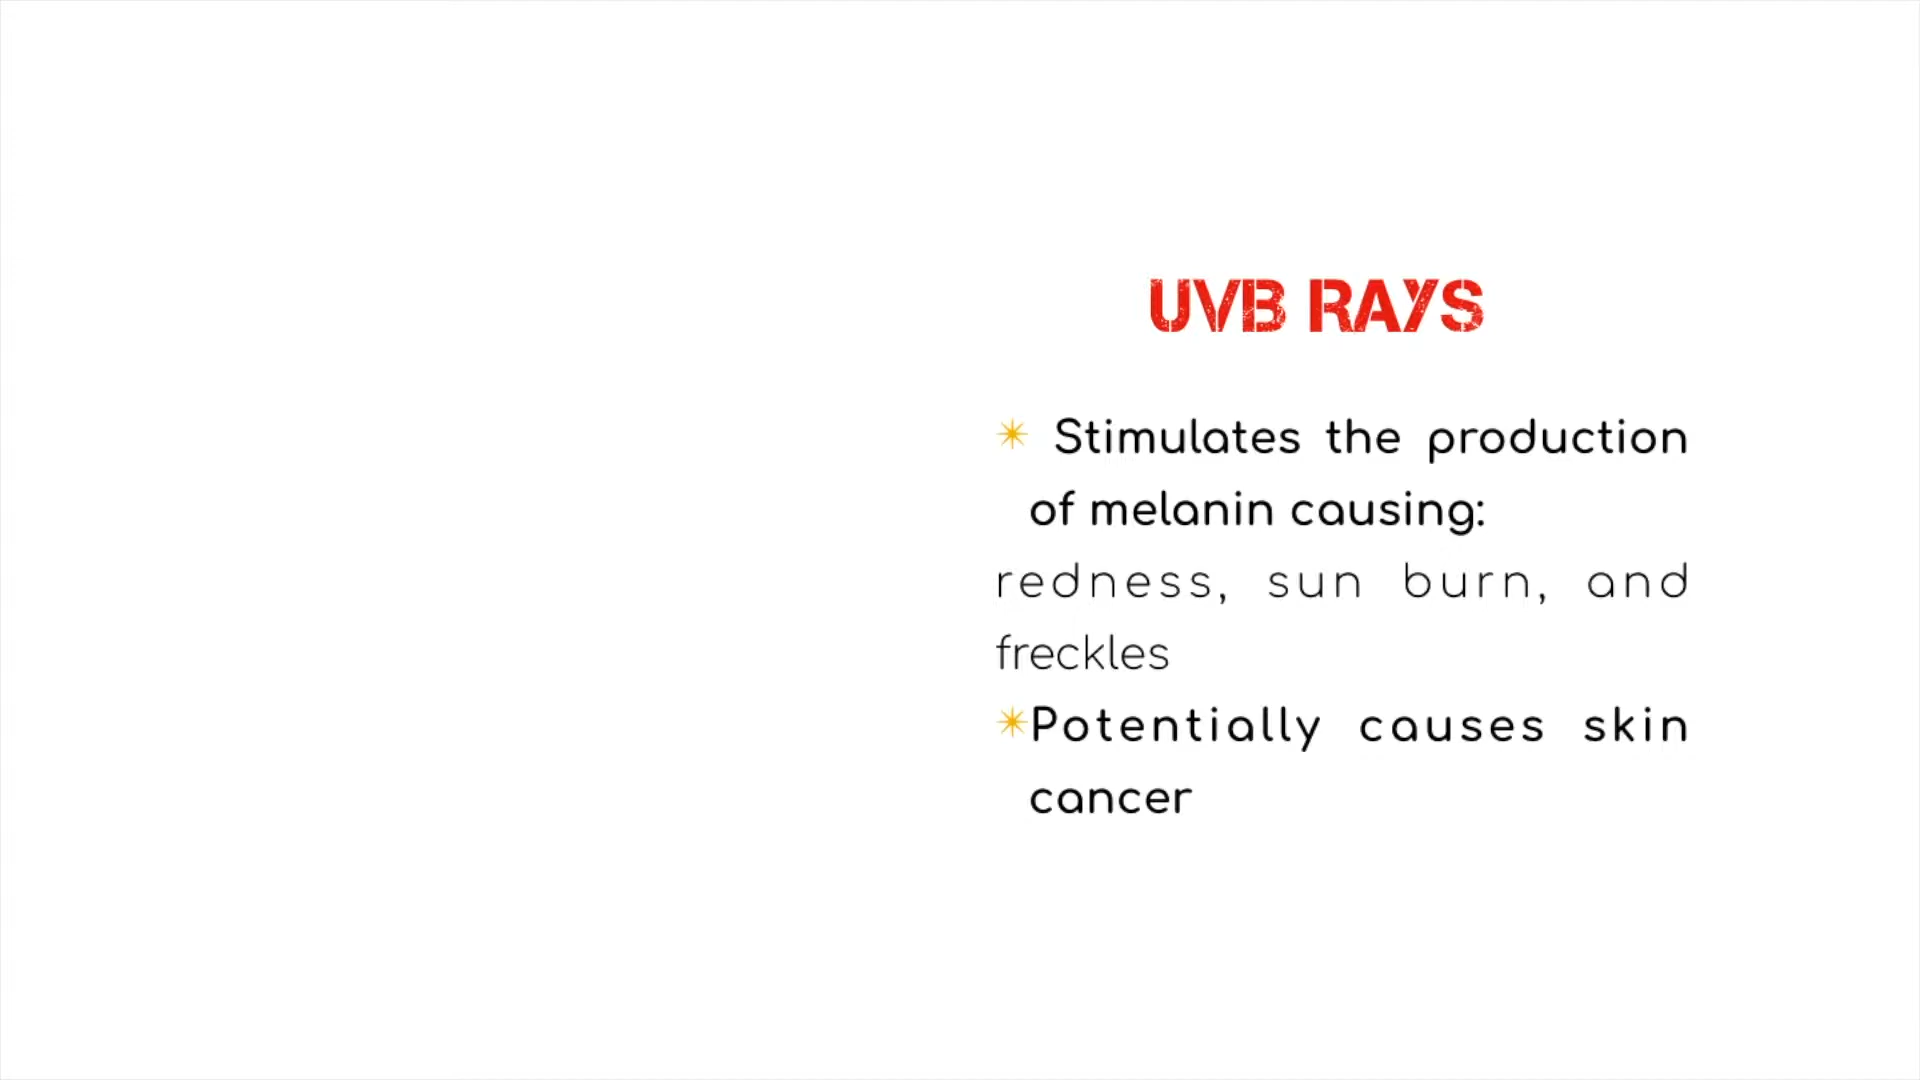 UVB RAYS
✴ Stimulates the production
of melanin causing:
redness, sun burn, and
freckles
✴Potentially causes skin
cancer